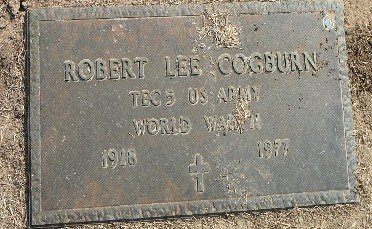 ROBERT LEE COGBURN
TEC 5 US ARMY
WORLD WAR II
1918 1977